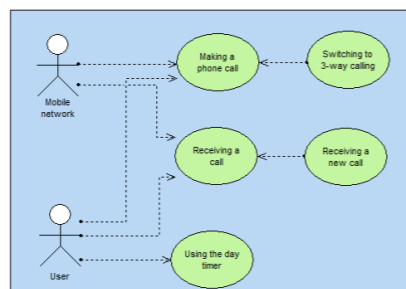 Making a
phone call
Switching to
3-way calling
Mobile
network
Receiving a
call
Receiving a
new call
Using the day
timer
User